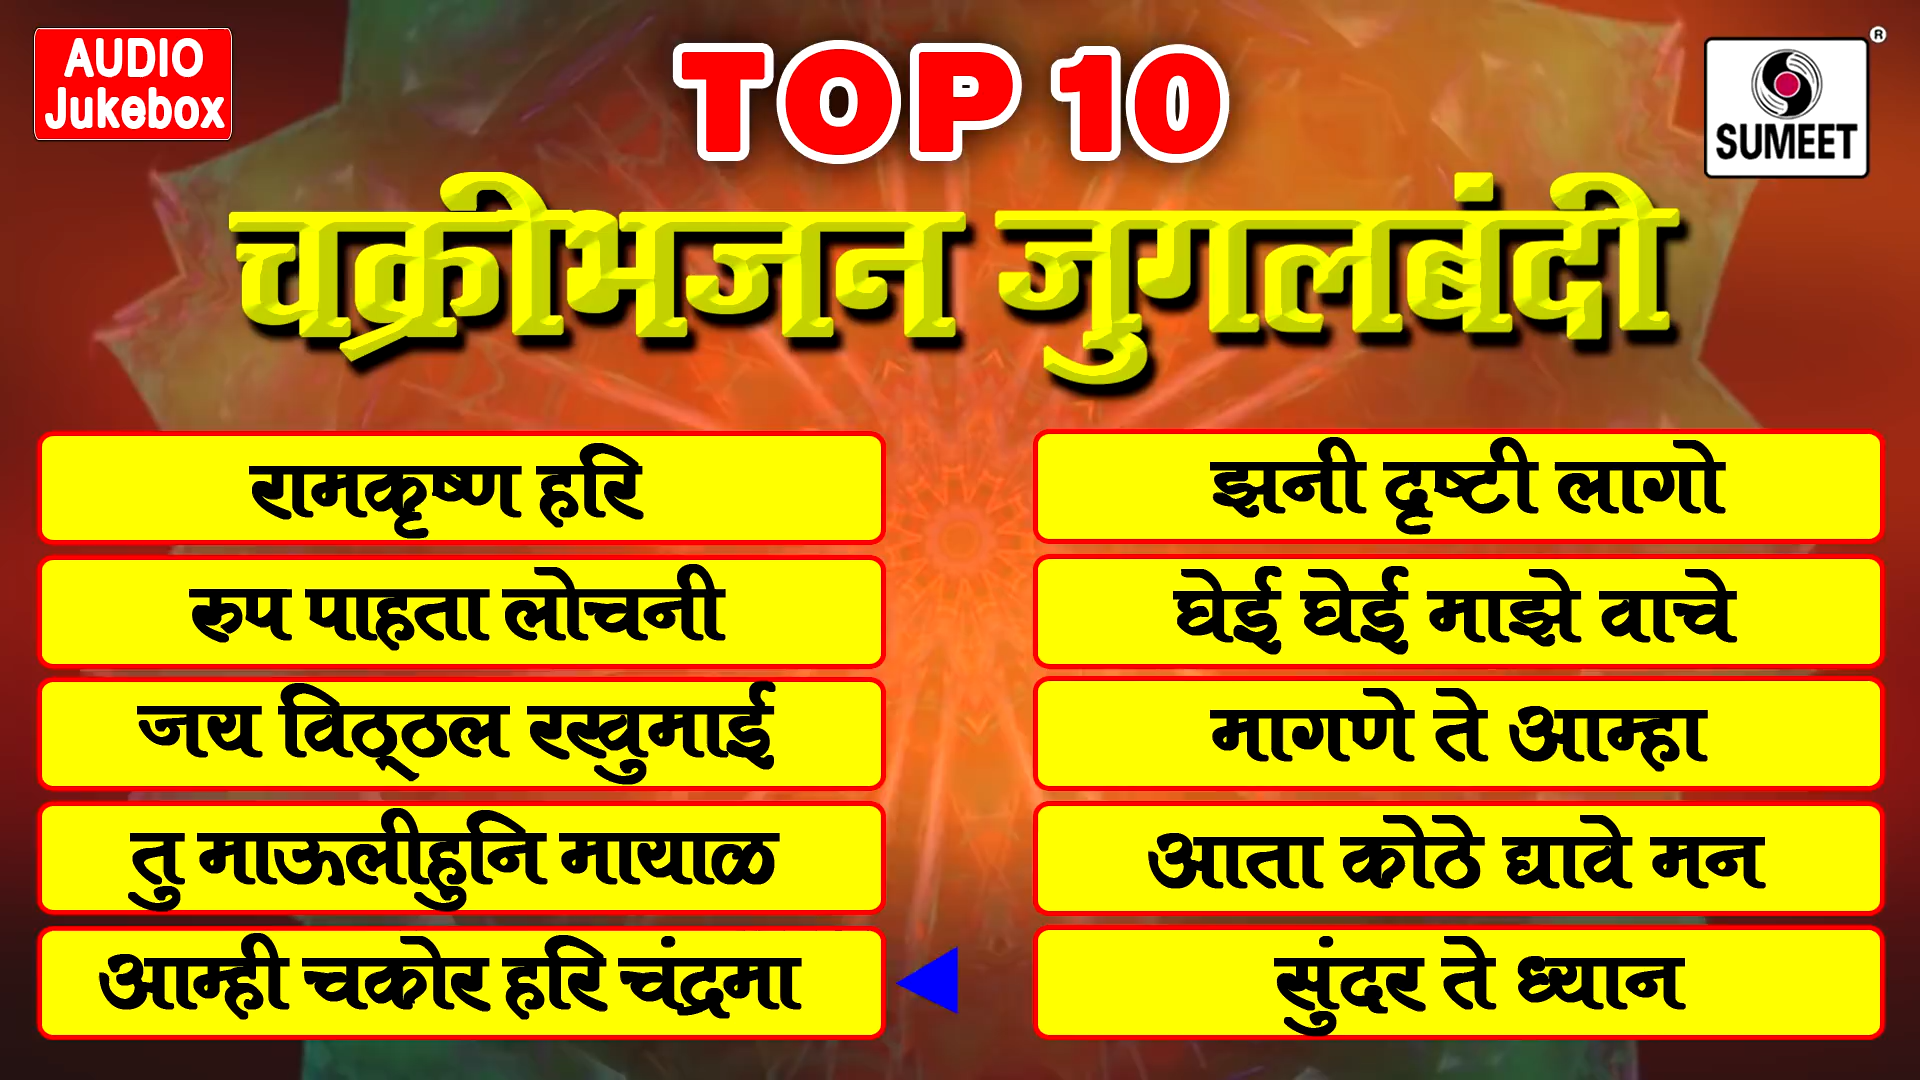 AUDIO
Jukebox
TOP 10
®
SUMEET
चक्रीभजन जुगलबंदी
रामकृष्ण हरि
रुप पाहता लोचनी
जय विठ्ठल रखुमाई
तु माऊलीहुनि मायाळ
आम्ही चकोर हरि चंद्रमा
झनी दृष्टी लागो
घेई घेई माझे वाचे
मागणे ते आम्हा
आता कोठे द्यावे मन
सुंदर ते ध्यान